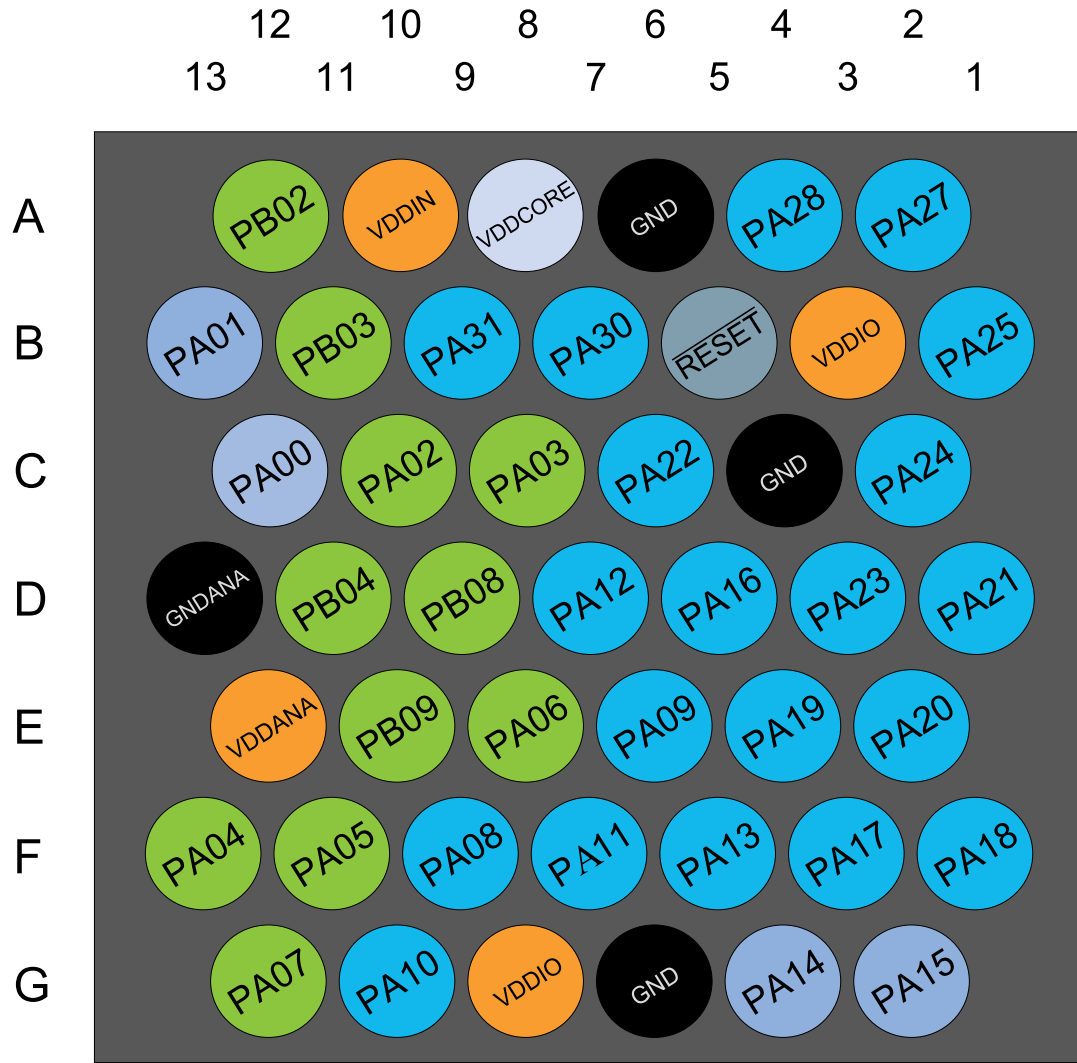 12 10 8 6 4 2
13 11 9 7 5 3 1
A PB02 VDDIN VDDCORE GND PA28 PA27
B PA01 PB03 PA31 PA30 RESET VDDIO PA25
C PA00 PA02 PA03 PA22 GND PA24
D GNDANA PB04 PB08 PA12 PA16 PA23 PA21
E VDDANA PB09 PA06 PA09 PA19 PA20
F PA04 PA05 PA08 PA11 PA13 PA17 PA18
G PA07 PA10 VDDIO GND PA14 PA15